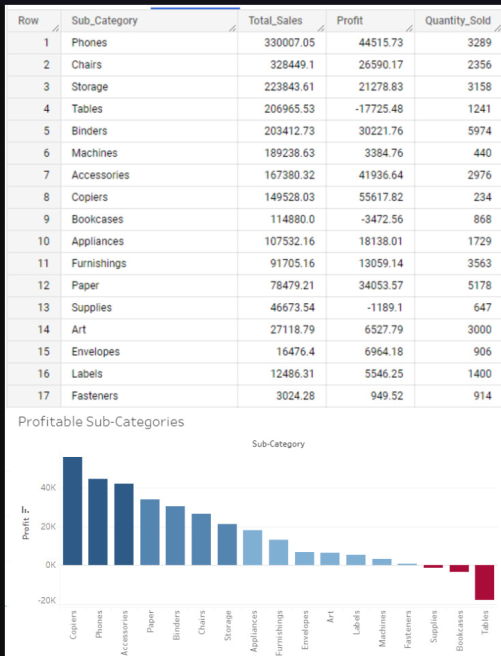 Row Sub_Category Total_Sales Profit Quantity_Sold
1 Phones 330007.05 44515.73 3289
2 Chairs 328449.1 26590.17 2356
3 Storage 223843.61 21278.83 3158
4 Tables 206965.53 -17725.48 1241
5 Binders 203412.73 30221.76 5974
6 Machines 189238.63 3384.76 440
7 Accessories 167380.32 41936.64 2976
8 Copiers 149528.03 55617.82 234
9 Bookcases 114880.0 -3472.56 868
10 Appliances 107532.16 18138.01 1729
11 Furnishings 91705.16 13059.14 3563
12 Paper 78479.21 34053.57 5178
13 Supplies 46673.54 -1189.1 647
14 Art 27118.79 6527.79 3000
15 Envelopes 16476.4 6964.18 906
16 Labels 12486.31 5546.25 1400
17 Fasteners 3024.28 949.52 914
Profitable Sub-Categories
Sub-Category
Profit
40K
20K
0K
-20K
Copiers
Phones
Accessories
Paper
Binders
Chairs
Storage
Appliances
Furnishings
Envelopes
Art
Labels
Machines
Fasteners
Supplies
Bookcases
Tables